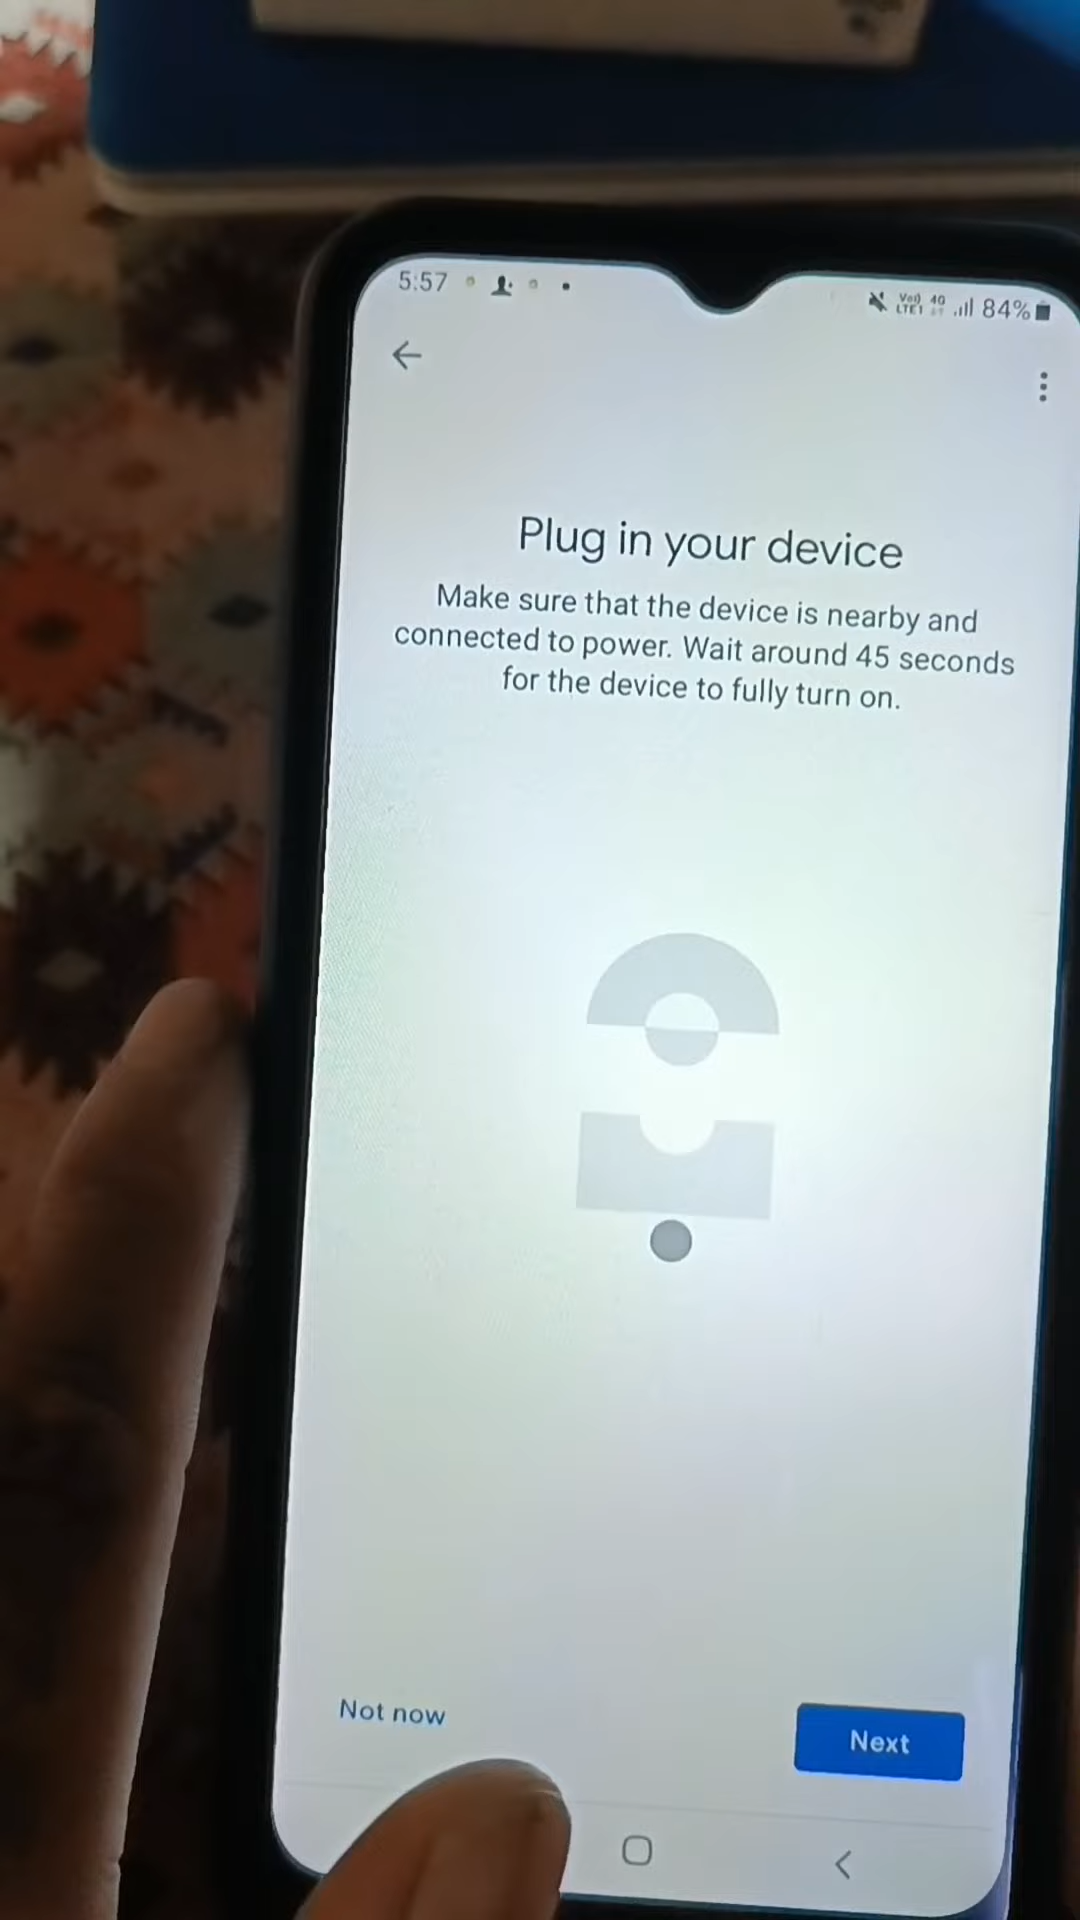 5:57
84%
Plug in your device
Make sure that the device is nearby and
connected to power. Wait around 45 seconds
for the device to fully turn on.
Not now
Next